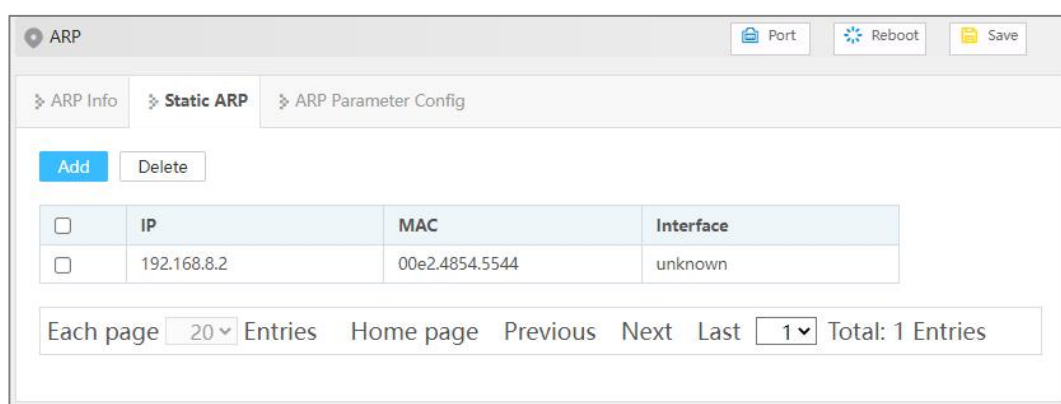 ARP Port Reboot Save
ARP Info Static ARP ARP Parameter Config
Add Delete
IP MAC Interface
192.168.8.2 00e2.4854.5544 unknown
Each page 20 Entries Home page Previous Next Last 1 Total: 1 Entries